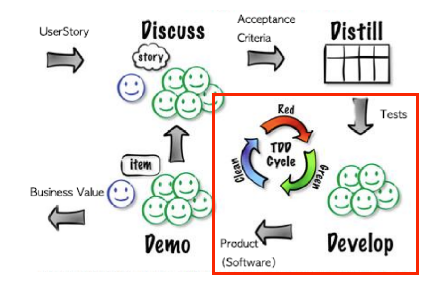 UserStory
Discuss
story
Acceptance
Criteria
Distill
Tests
Red
TDD
Cycle
Green
Clean
item
Business Value
Demo
Product
(Software)
Develop